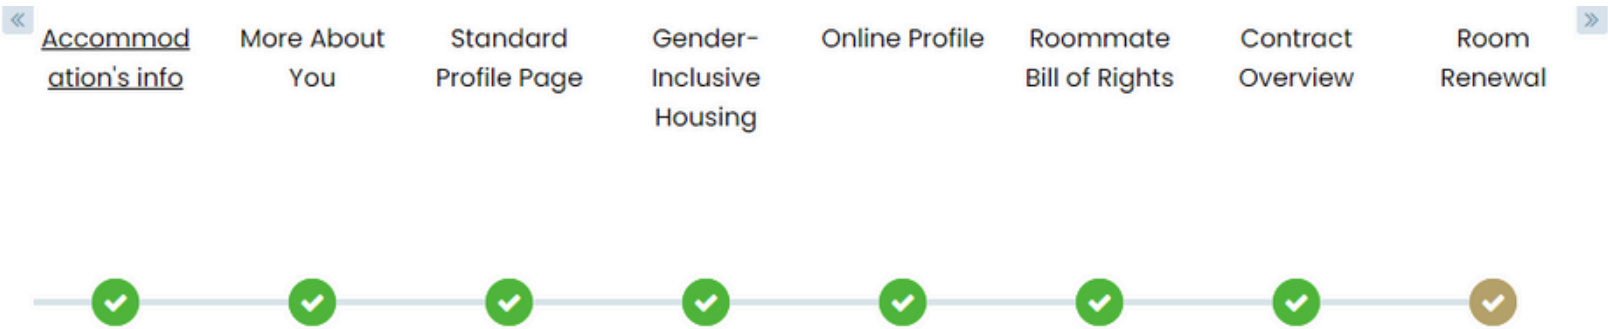 «
»
Accommod
ation's info
More About
You
Standard
Profile Page
Gender-
Inclusive
Housing
Online Profile
Roommate
Bill of Rights
Contract
Overview
Room
Renewal